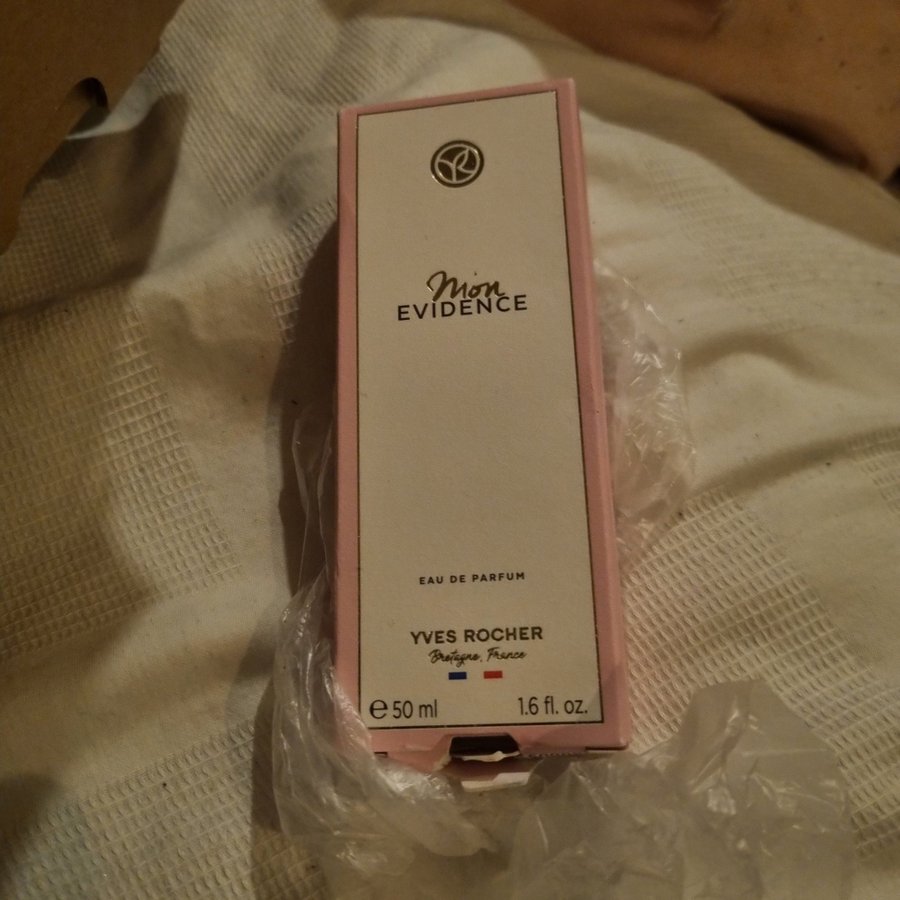 Mon
EVIDENCE
EAU DE PARFUM
YVES ROCHER
Bretagne, France
℮ 50 ml 1.6 fl. oz.